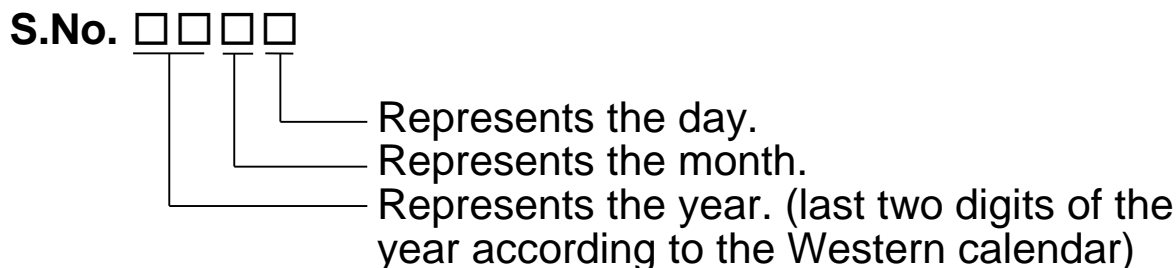 S.No. □□□□
Represents the day.
Represents the month.
Represents the year. (last two digits of the
year according to the Western calendar)